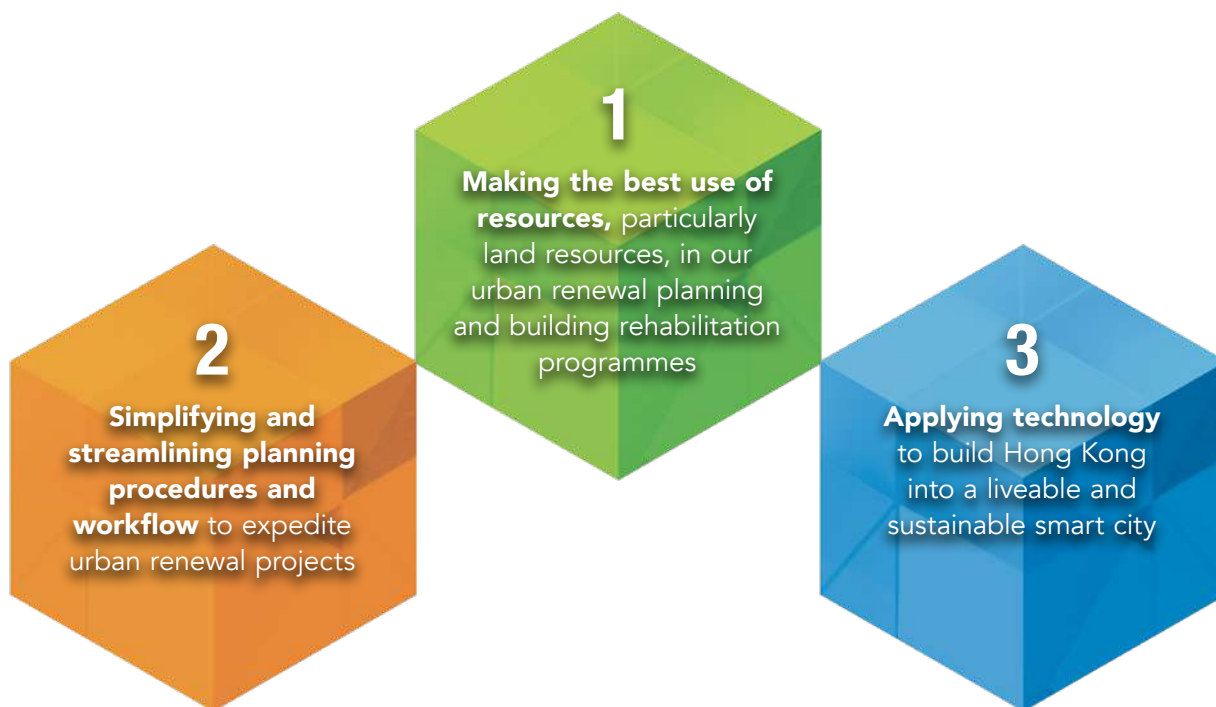 1
Making the best use of
resources, particularly
land resources, in our
urban renewal planning
and building rehabilitation
programmes
2
Simplifying and
streamlining planning
procedures and
workflow to expedite
urban renewal projects
3
Applying technology
to build Hong Kong
into a liveable and
sustainable smart city